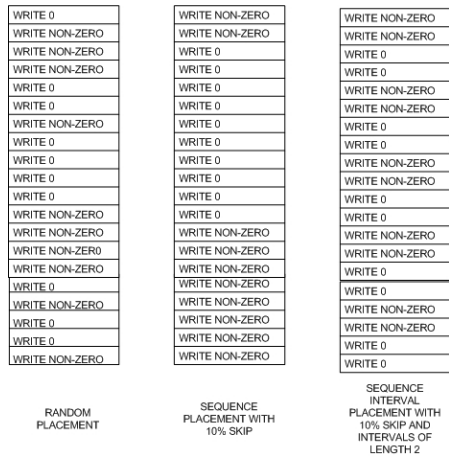 WRITE 0
WRITE NON-ZERO
WRITE NON-ZERO
WRITE NON-ZERO
WRITE 0
WRITE 0
WRITE NON-ZERO
WRITE 0
WRITE 0
WRITE 0
WRITE 0
WRITE NON-ZERO
WRITE NON-ZERO
WRITE NON-ZER0
WRITE NON-ZERO
WRITE 0
WRITE NON-ZERO
WRITE 0
WRITE 0
WRITE NON-ZERO
RANDOM
PLACEMENT
WRITE NON-ZERO
WRITE NON-ZERO
WRITE 0
WRITE 0
WRITE 0
WRITE 0
WRITE 0
WRITE 0
WRITE 0
WRITE 0
WRITE 0
WRITE 0
WRITE NON-ZERO
WRITE NON-ZERO
WRITE NON-ZERO
WRITE NON-ZERO
WRITE NON-ZERO
WRITE NON-ZERO
WRITE NON-ZERO
WRITE NON-ZERO
SEQUENCE
PLACEMENT WITH
10% SKIP
WRITE NON-ZERO
WRITE NON-ZERO
WRITE 0
WRITE 0
WRITE NON-ZERO
WRITE NON-ZERO
WRITE 0
WRITE 0
WRITE NON-ZERO
WRITE NON-ZERO
WRITE 0
WRITE 0
WRITE NON-ZERO
WRITE NON-ZERO
WRITE 0
WRITE 0
WRITE NON-ZERO
WRITE NON-ZERO
WRITE 0
WRITE 0
SEQUENCE
INTERVAL
PLACEMENT WITH
10% SKIP AND
INTERVALS OF
LENGTH 2